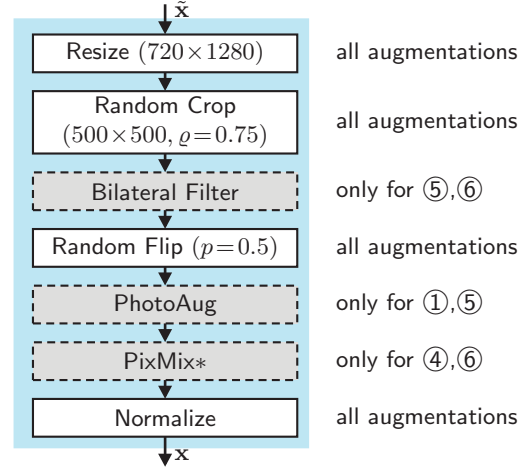 x̃
Resize (720×1280) all augmentations
Random Crop
(500×500, ϱ=0.75) all augmentations
Bilateral Filter only for ⑤,⑥
Random Flip (p=0.5) all augmentations
PhotoAug only for ①,⑤
PixMix∗ only for ④,⑥
Normalize all augmentations
x